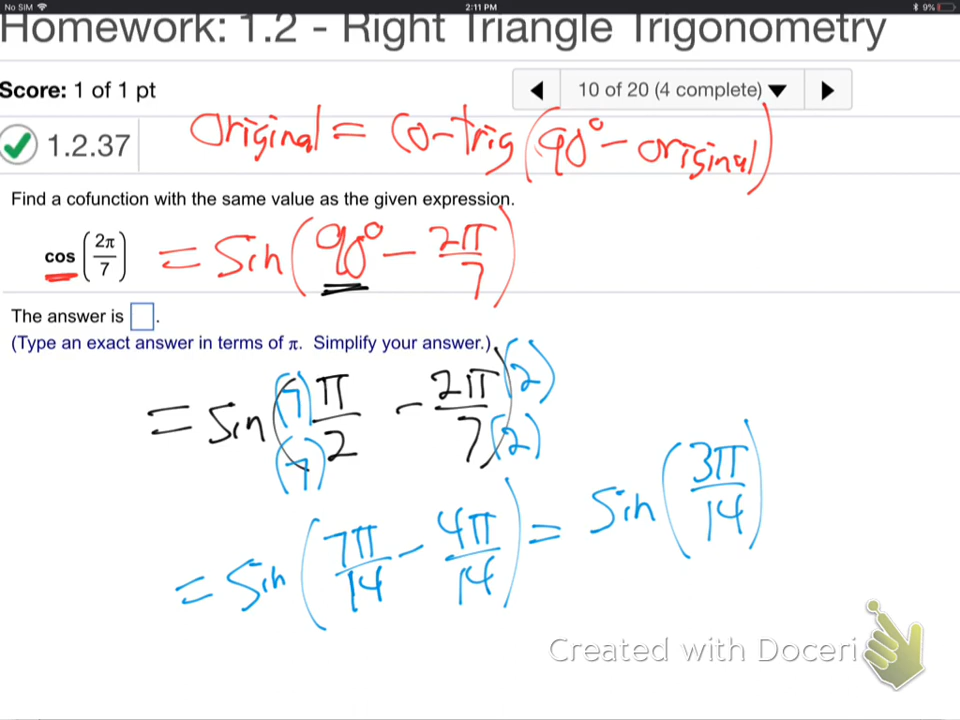 No SIM 2:11 PM 9%
Homework: 1.2 - Right Triangle Trigonometry
Score: 1 of 1 pt 10 of 20 (4 complete)
Original = Co-trig (90° - original)
1.2.37
Find a cofunction with the same value as the given expression.
cos (2π/7) = Sin (90° - 2π/7)
The answer is .
(Type an exact answer in terms of π. Simplify your answer.)
= Sin ((7)π/(7)2 - 2π(2)/7(2))
= Sin (7π/14 - 4π/14) = Sin (3π/14)
Created with Doceri